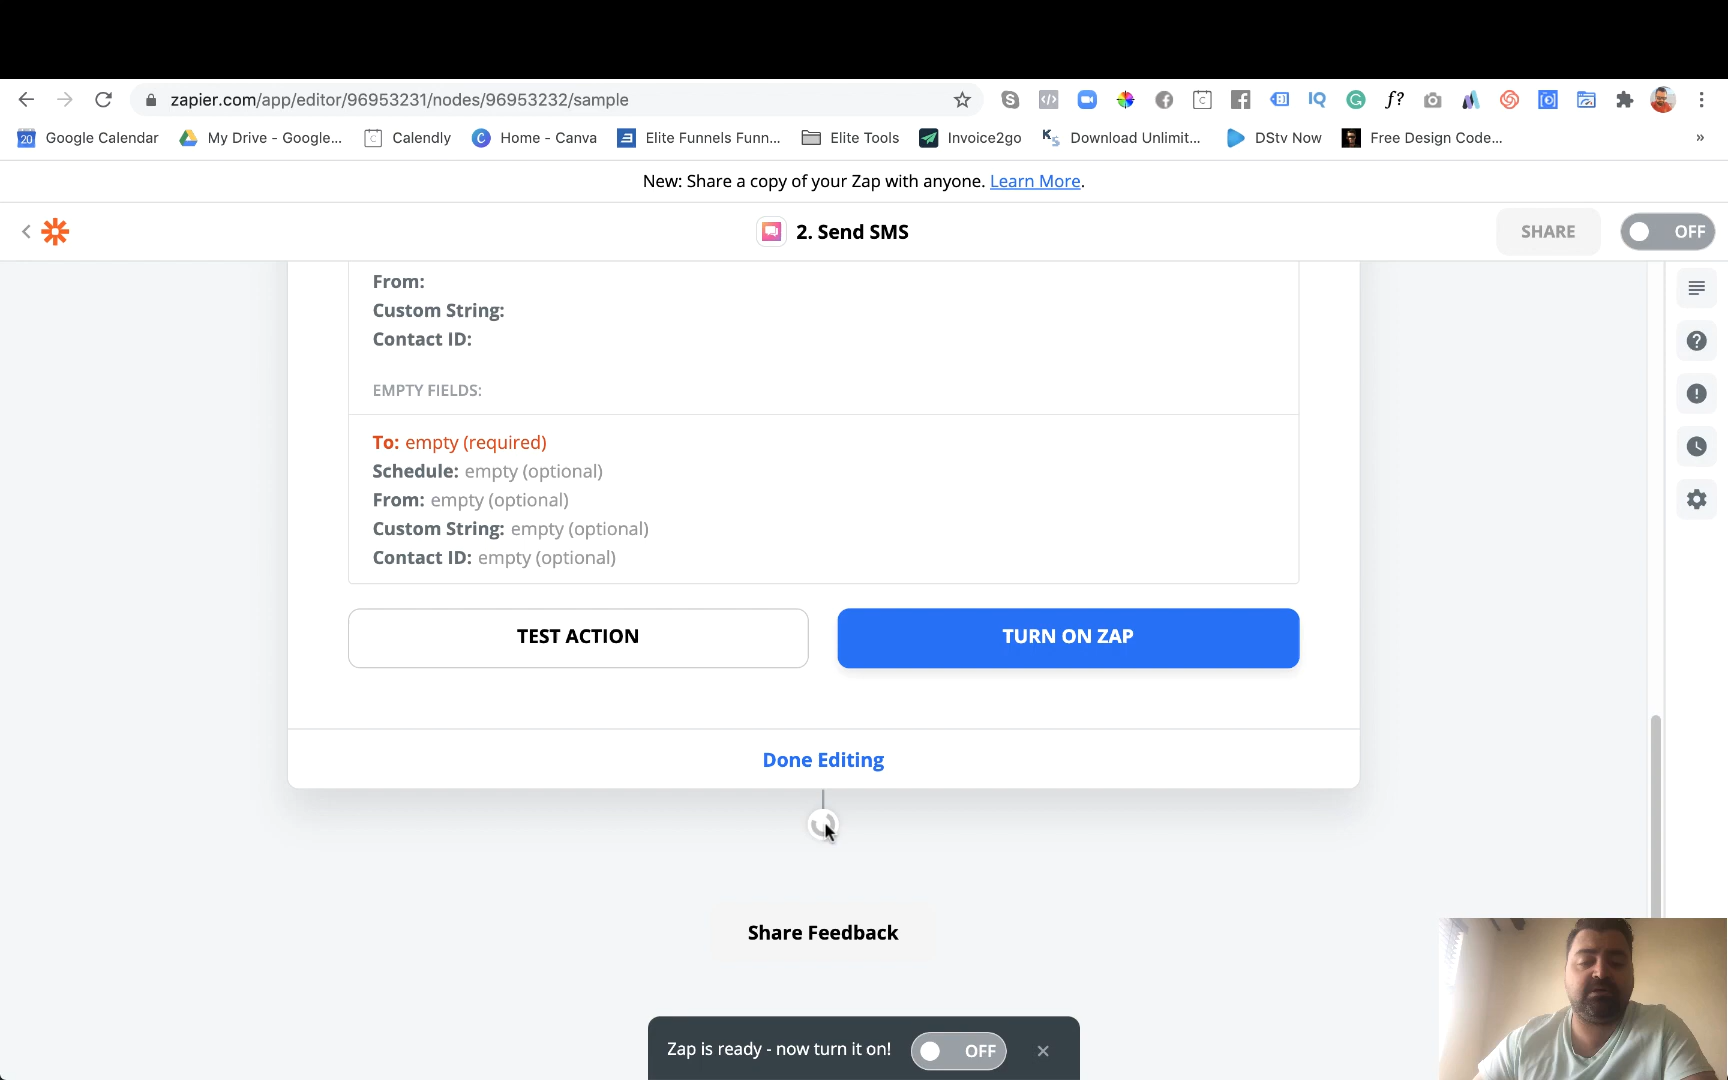 zapier.com/app/editor/96953231/nodes/96953232/sample
f?
IQ
20 Google Calendar
My Drive - Google...
Calendly
Home - Canva
Elite Funnels Funn...
Elite Tools
Invoice2go
Download Unlimit...
DStv Now
Free Design Code...
»
New: Share a copy of your Zap with anyone. Learn More.
2. Send SMS
SHARE
OFF
From:
Custom String:
Contact ID:
EMPTY FIELDS:
To: empty (required)
Schedule: empty (optional)
From: empty (optional)
Custom String: empty (optional)
Contact ID: empty (optional)
TEST ACTION
TURN ON ZAP
Done Editing
Share Feedback
Zap is ready - now turn it on!
OFF